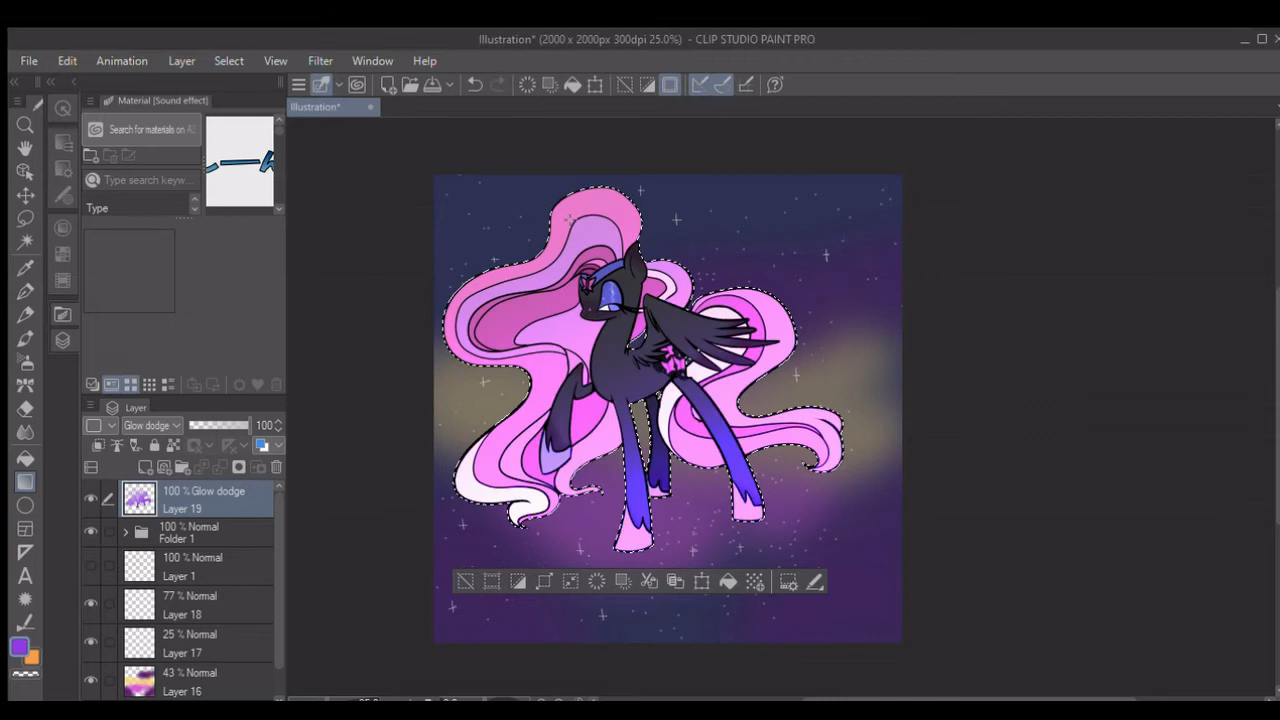 Illustration* (2000 x 2000px 300dpi 25.0%) - CLIP STUDIO PAINT PRO
File Edit Animation Layer Select View Filter Window Help
Material [Sound effect]
Illustration*
Search for materials on A
Type search keyw...
Type
Layer
Glow dodge 100
100 % Glow dodge
Layer 19
100 % Normal
Folder 1
100 % Normal
Layer 1
77 % Normal
Layer 18
25 % Normal
Layer 17
43 % Normal
Layer 16